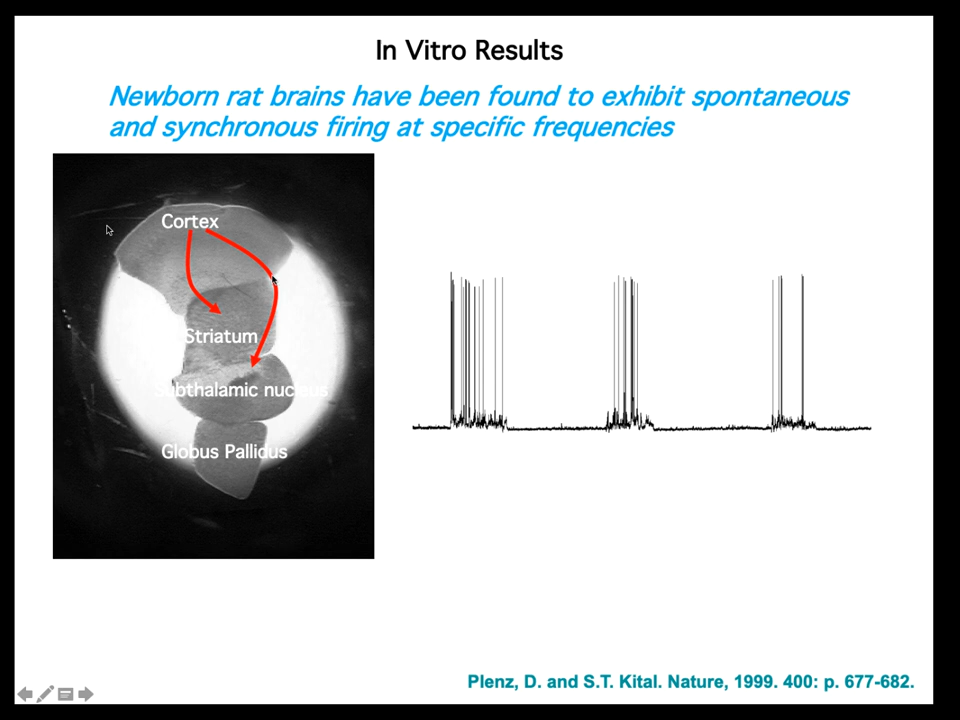 In Vitro Results
Newborn rat brains have been found to exhibit spontaneous
and synchronous firing at specific frequencies
Cortex
Striatum
Subthalamic nucleus
Globus Pallidus
Plenz, D. and S.T. Kital. Nature, 1999. 400: p. 677-682.